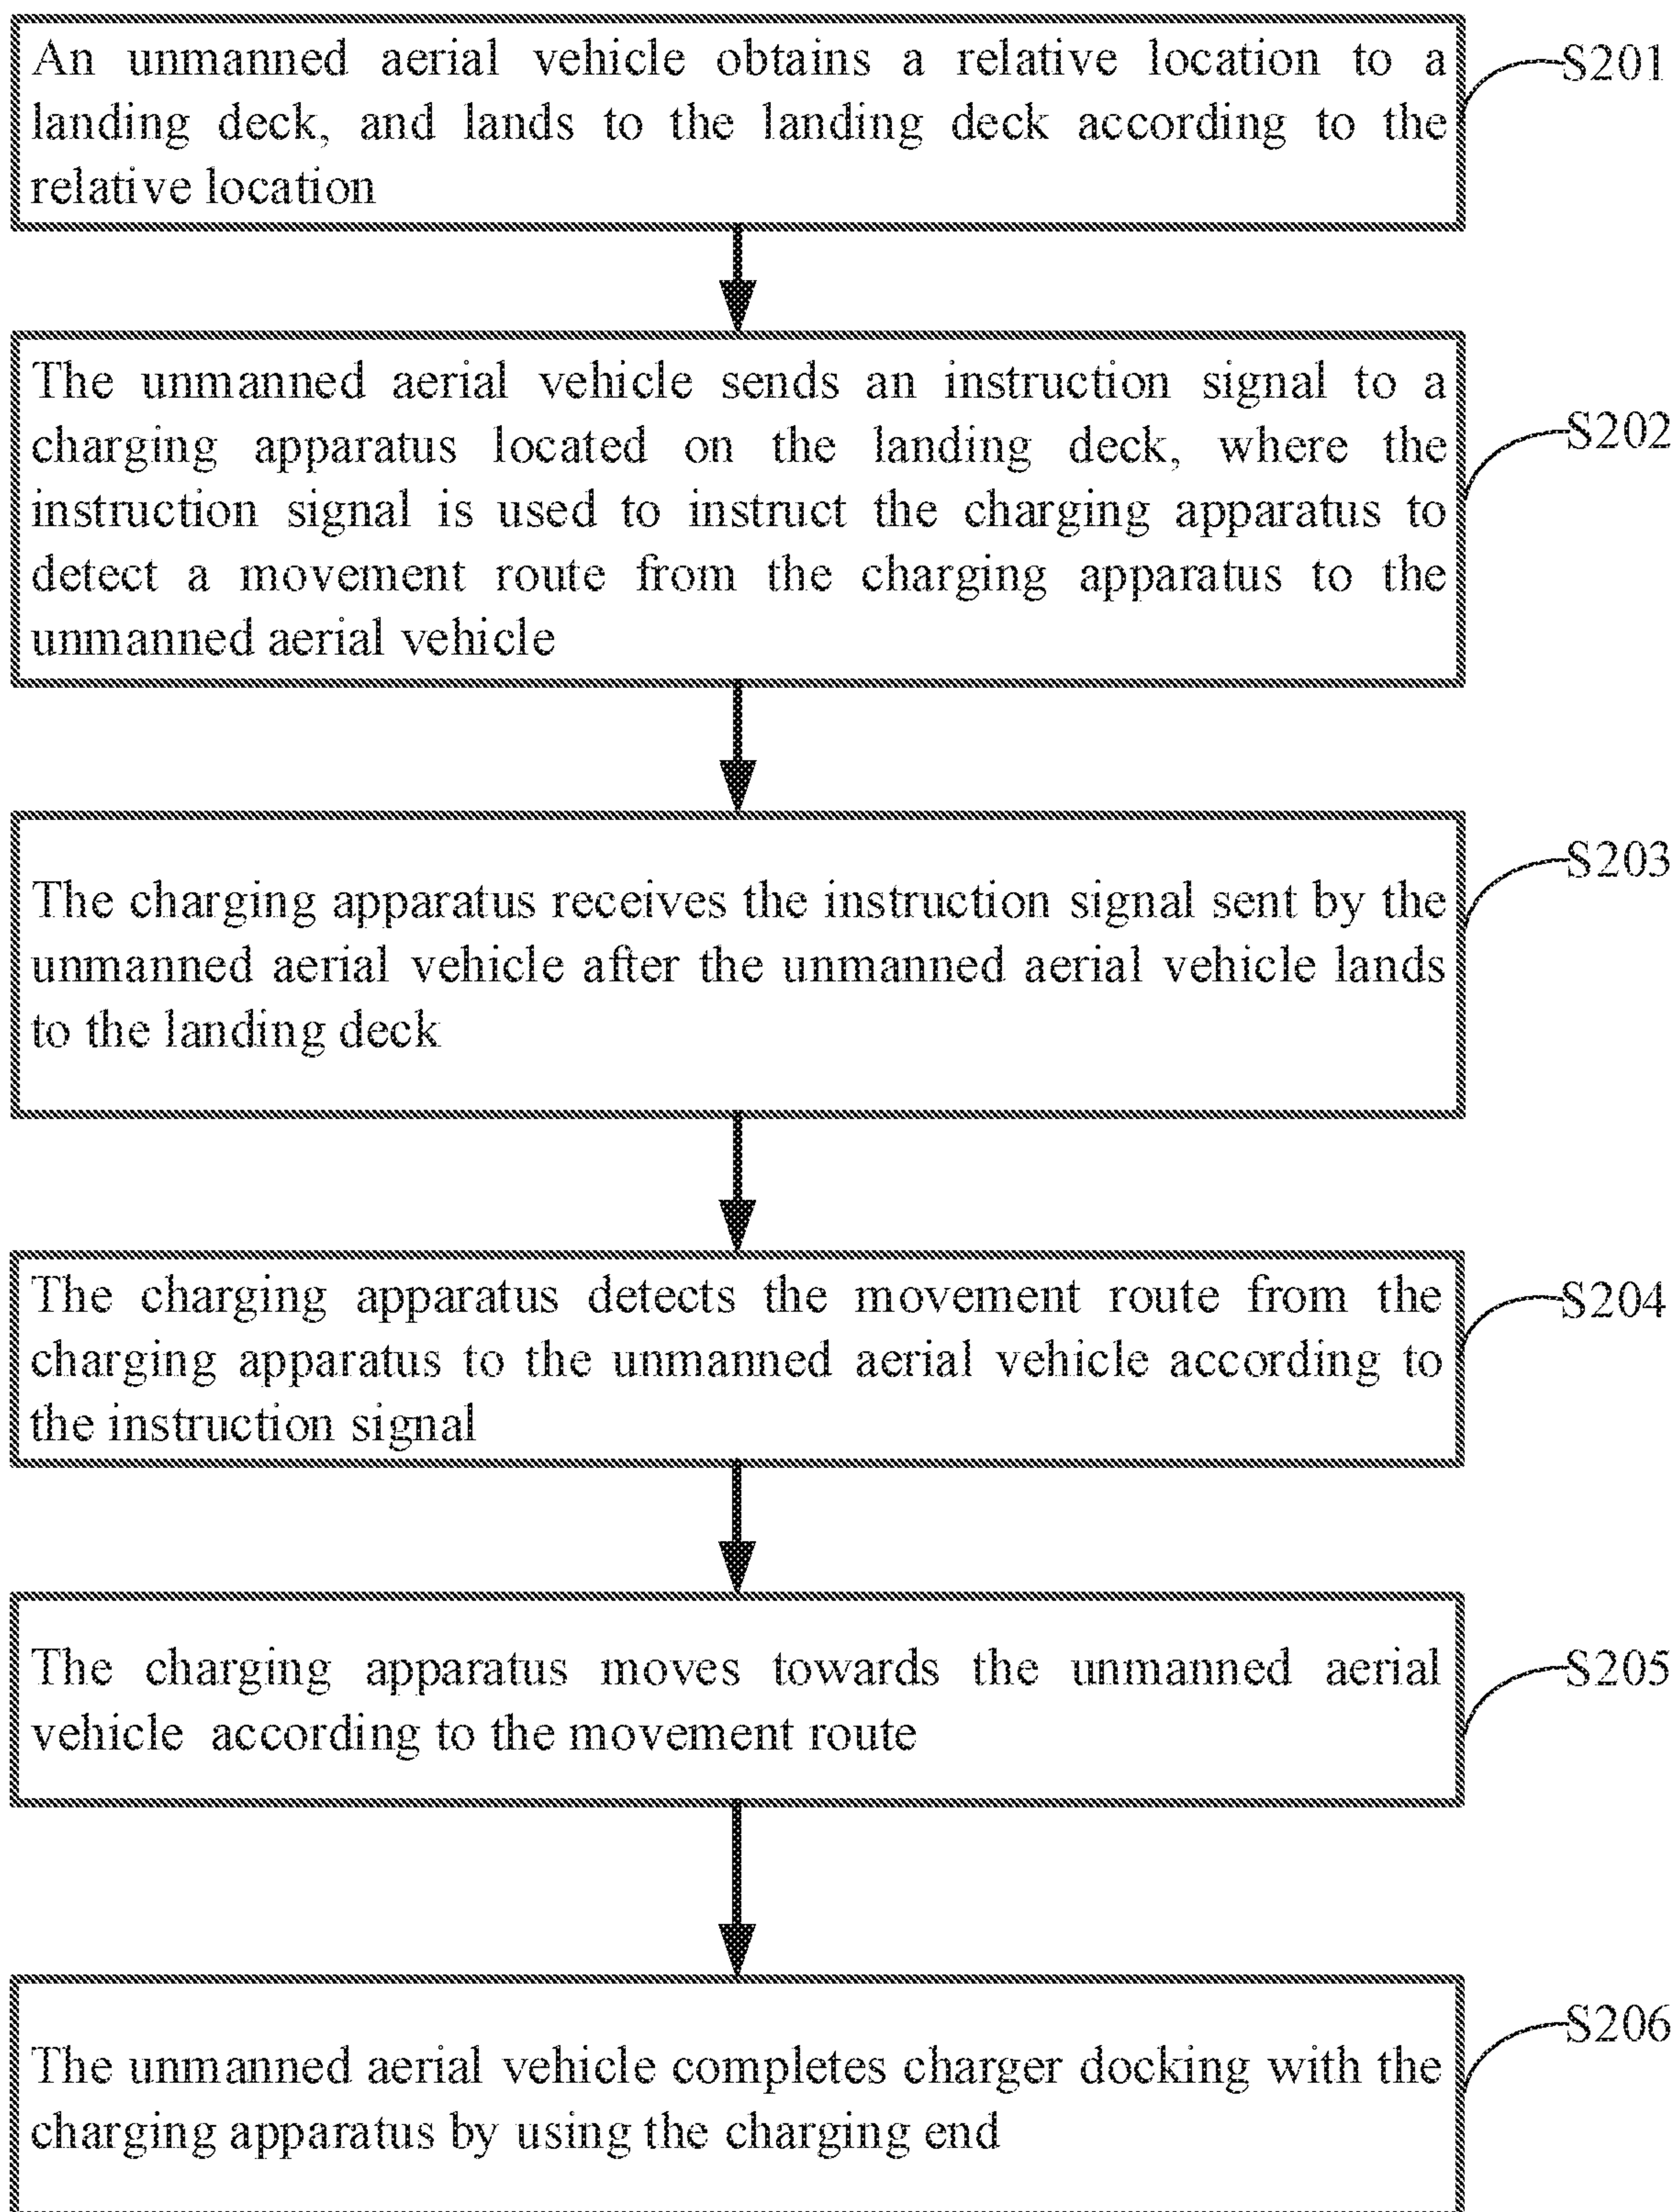 An unmanned aerial vehicle obtains a relative location to a
landing deck, and lands to the landing deck according to the
relative location
S201
The unmanned aerial vehicle sends an instruction signal to a
charging apparatus located on the landing deck, where the
instruction signal is used to instruct the charging apparatus to
detect a movement route from the charging apparatus to the
unmanned aerial vehicle
S202
The charging apparatus receives the instruction signal sent by the
unmanned aerial vehicle after the unmanned aerial vehicle lands
to the landing deck
S203
The charging apparatus detects the movement route from the
charging apparatus to the unmanned aerial vehicle according to
the instruction signal
S204
The charging apparatus moves towards the unmanned aerial
vehicle according to the movement route
S205
The unmanned aerial vehicle completes charger docking with the
charging apparatus by using the charging end
S206